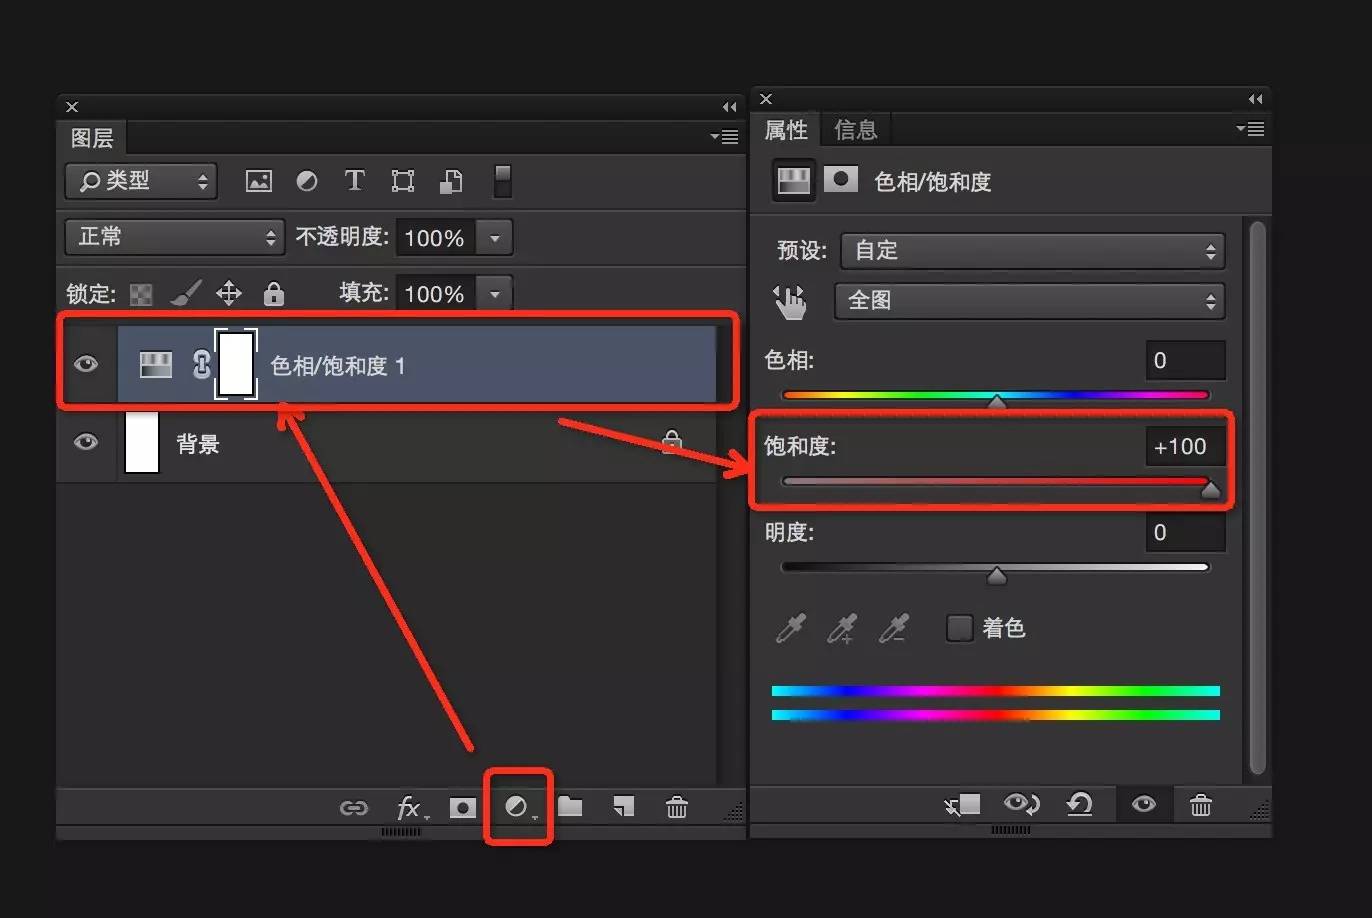 图层
类型
T
正常
不透明度: 100%
锁定:
填充: 100%
色相/饱和度 1
背景
fx
属性 信息
色相/饱和度
预设: 自定
全图
色相: 0
饱和度: +100
明度: 0
着色